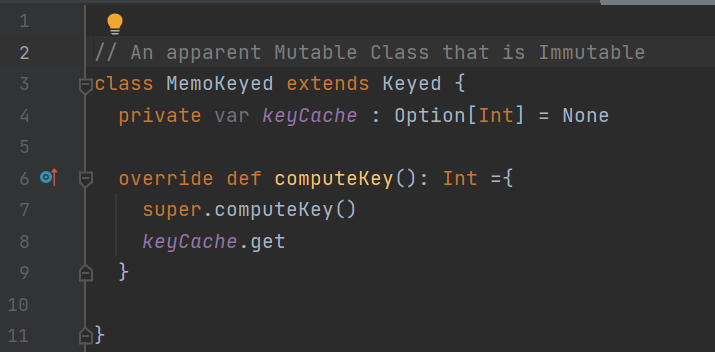 1
2 // An apparent Mutable Class that is Immutable
3 class MemoKeyed extends Keyed {
4 private var keyCache : Option[Int] = None
5
6 override def computeKey(): Int ={
7 super.computeKey()
8 keyCache.get
9 }
10
11 }